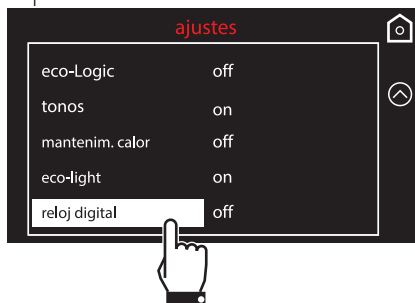 ajustes
eco-Logic off
tonos on
mantenim. calor off
eco-light on
reloj digital off